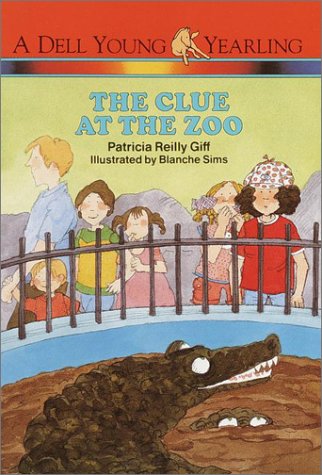 A DELL YOUNG YEARLING
THE CLUE
AT THE ZOO
Patricia Reilly Giff
Illustrated by Blanche Sims